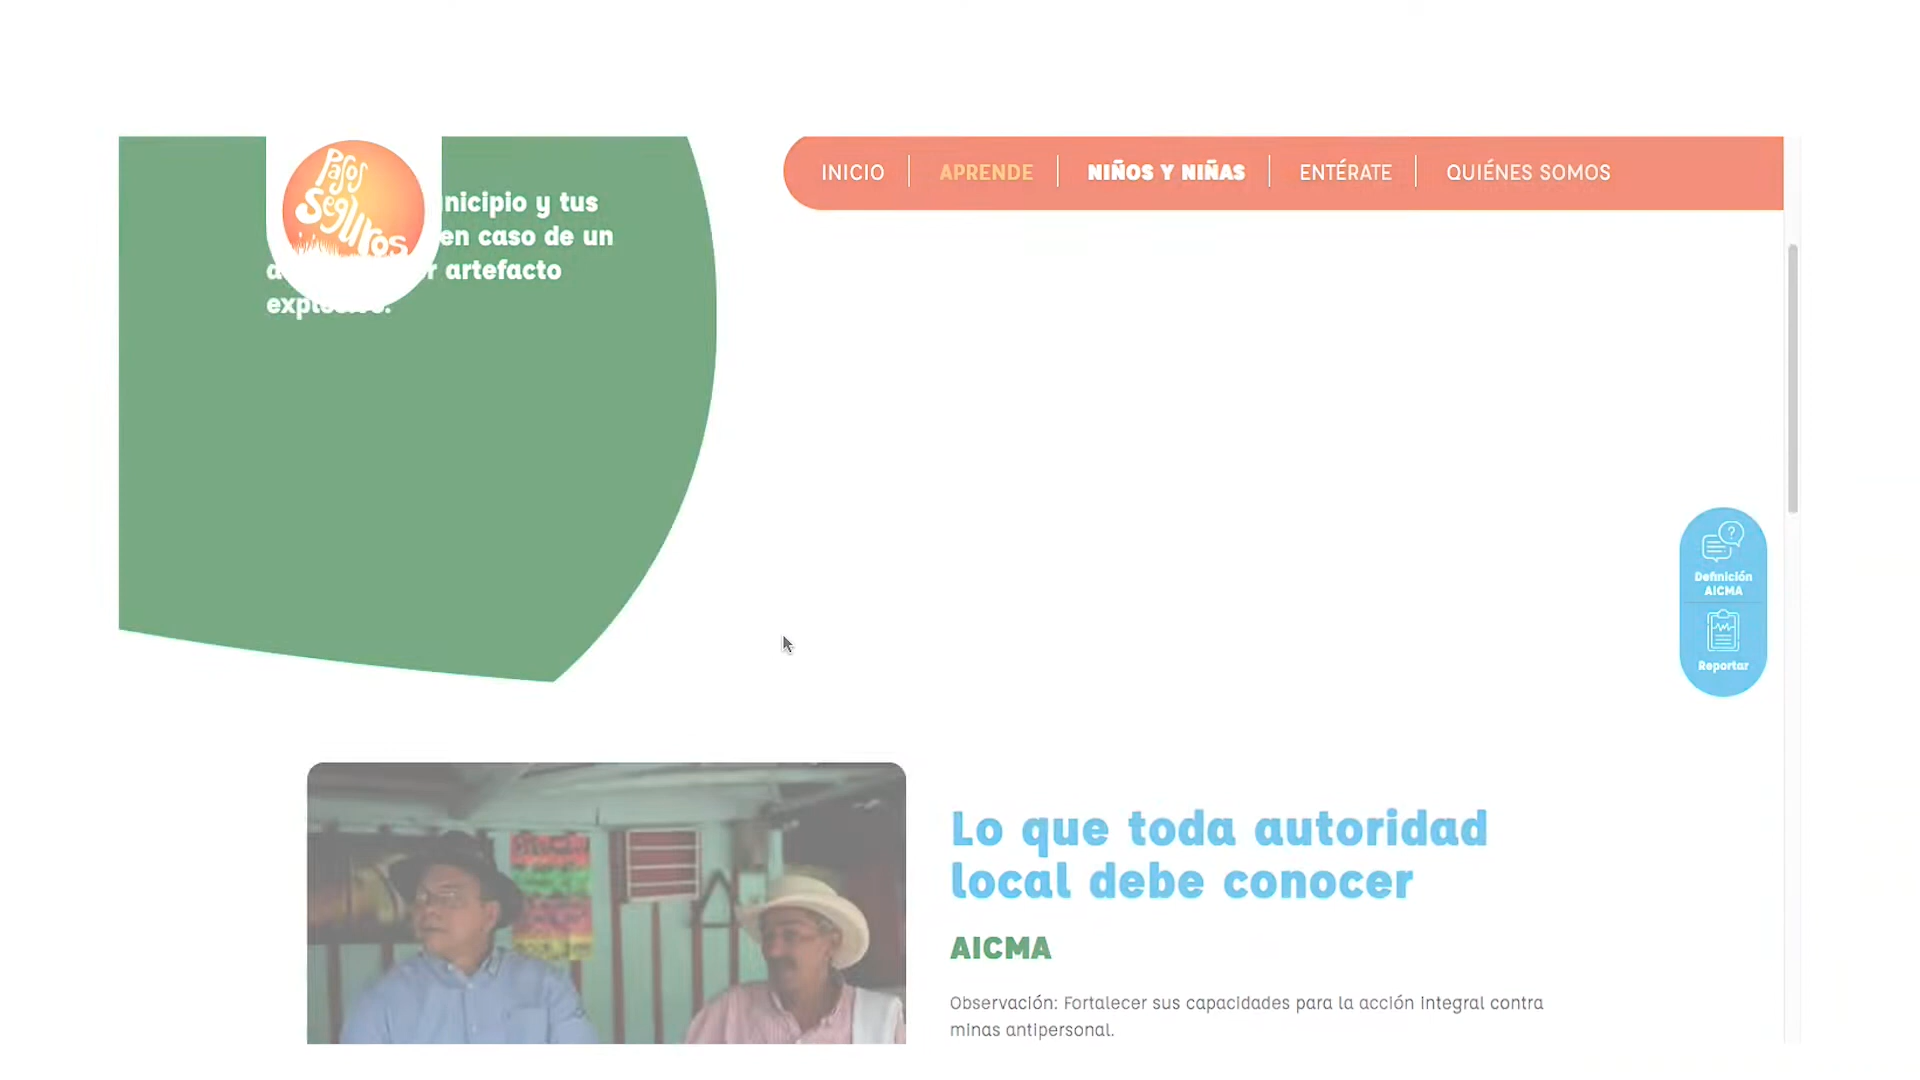 Pasos
Seguros
nicipio y tus
en caso de un
artefacto
INICIO
APRENDE
NIÑOS Y NIÑAS
ENTÉRATE
QUIÉNES SOMOS
Definición
AICMA
Reportar
Lo que toda autoridad
local debe conocer
AICMA
Observación: Fortalecer sus capacidades para la acción integral contra
minas antipersonal.